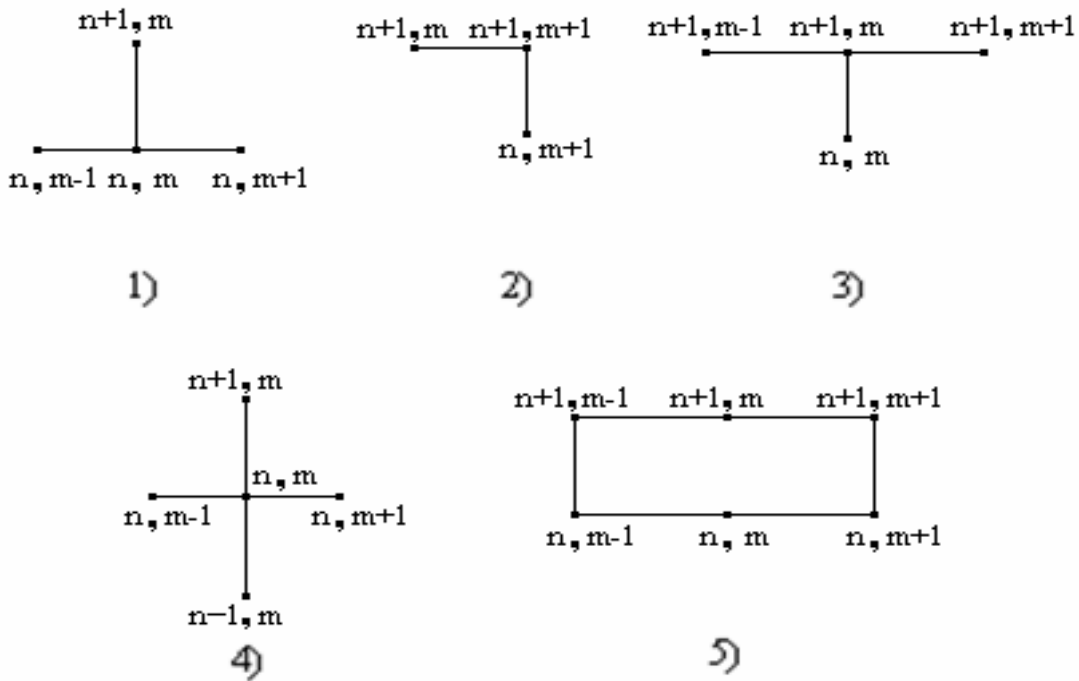 n+1, m
n, m-1 n, m n, m+1
1)
n+1, m n+1, m+1
n, m+1
2)
n+1, m-1 n+1, m n+1, m+1
n, m
3)
n+1, m
n, m
n, m-1 n, m+1
n−1, m
4)
n+1, m-1 n+1, m n+1, m+1
n, m-1 n, m n, m+1
5)